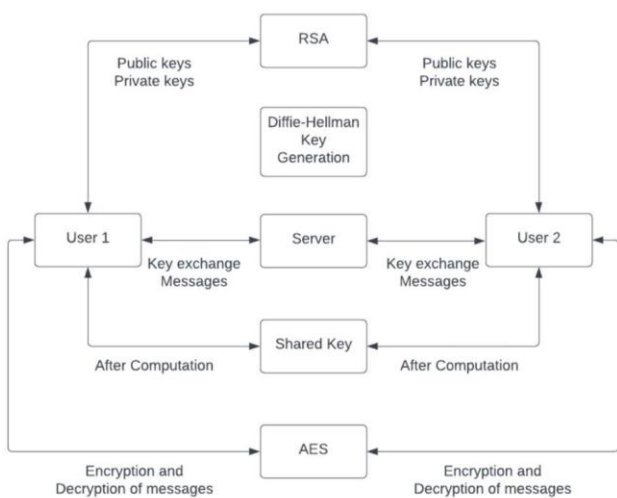 RSA
Public keys
Private keys
Public keys
Private keys
Diffie-Hellman
Key
Generation
User 1
Server
User 2
Key exchange
Messages
Key exchange
Messages
Shared Key
After Computation
After Computation
AES
Encryption and
Decryption of messages
Encryption and
Decryption of messages